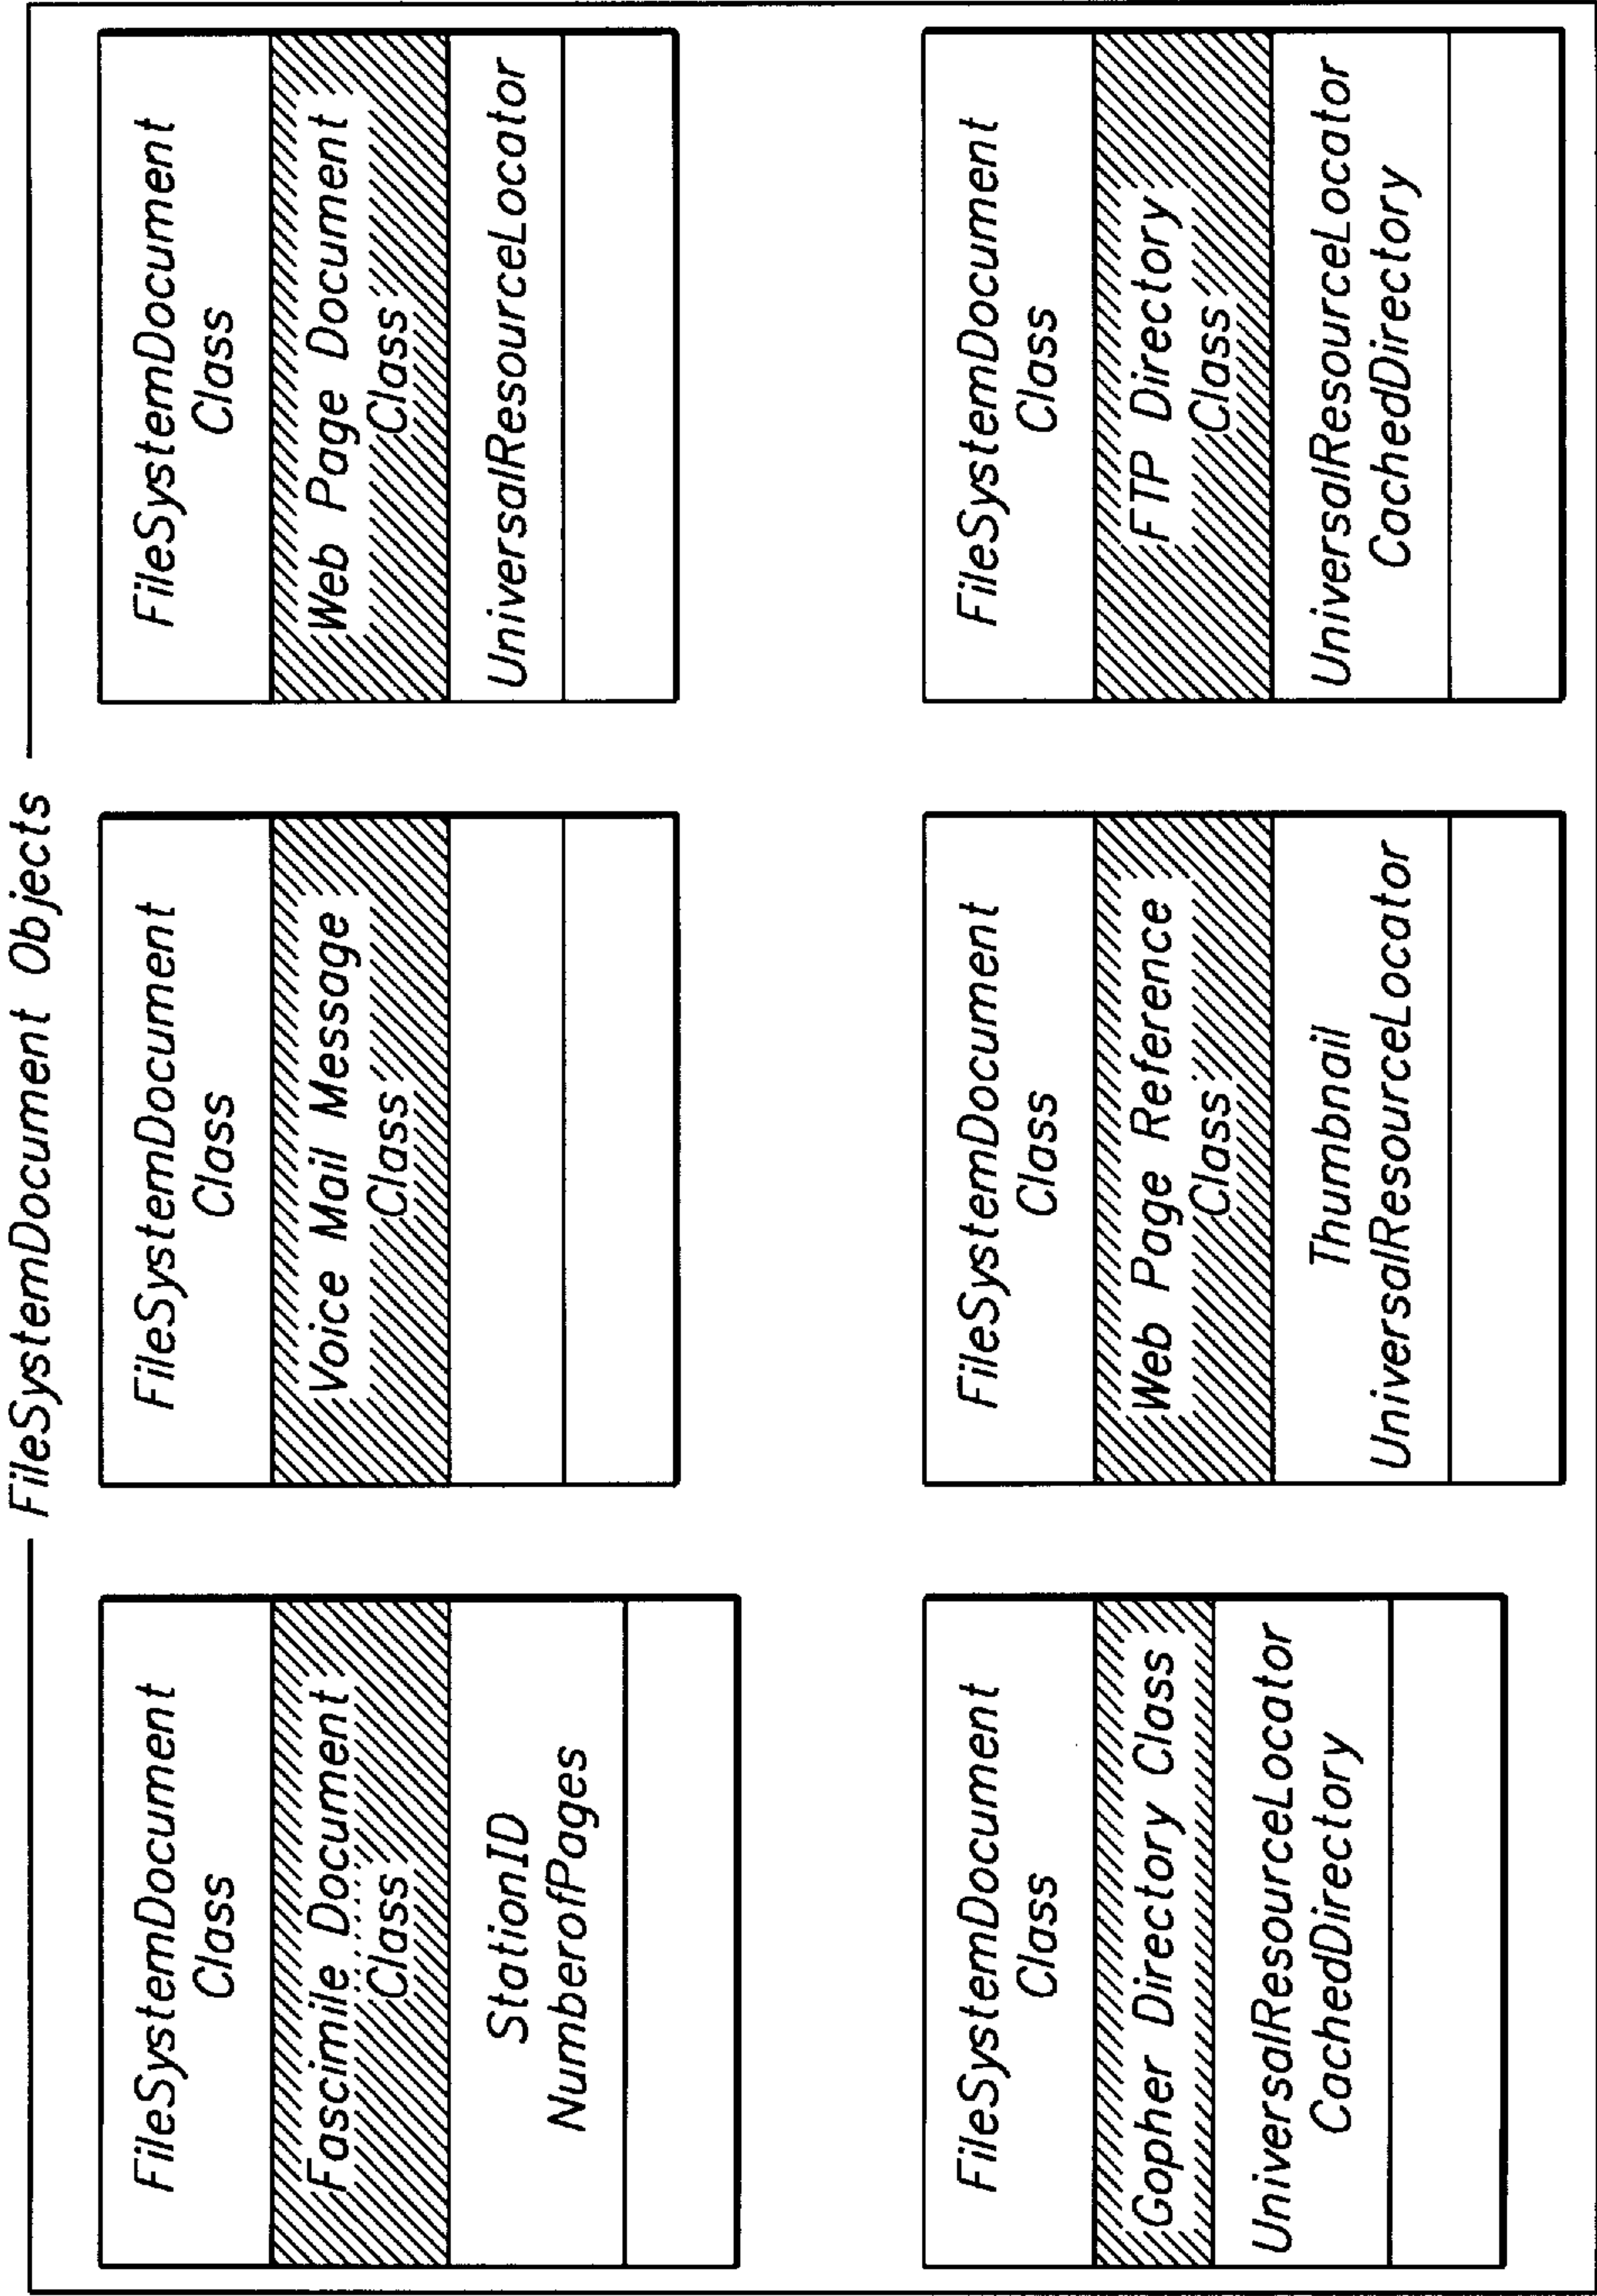 FileSystemDocument Objects
FileSystemDocument
Class
Fascimile Document
Class
StationID
NumberofPages
FileSystemDocument
Class
Voice Mail Message
Class
FileSystemDocument
Class
Web Page Document
Class
UniversalResourceLocator
FileSystemDocument
Class
Gopher Directory Class
UniversalResourceLocator
CachedDirectory
FileSystemDocument
Class
Web Page Reference
Class
Thumbnail
UniversalResourceLocator
FileSystemDocument
Class
FTP Directory
Class
UniversalResourceLocator
CachedDirectory